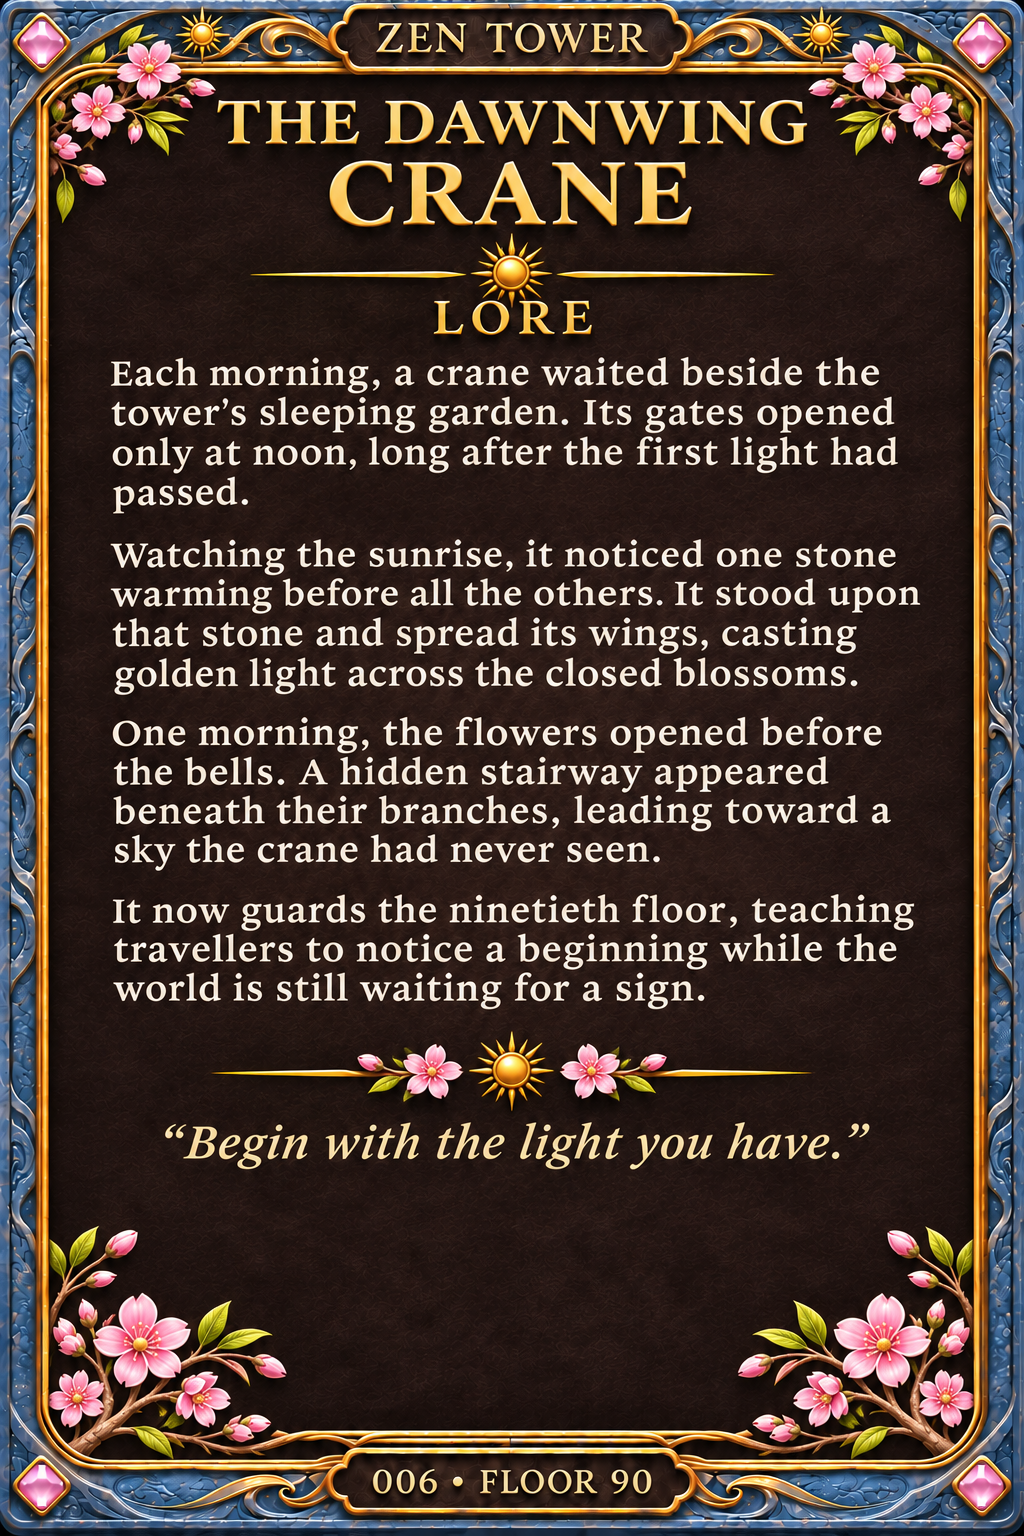 ZEN TOWER
THE DAWNWING
CRANE
LORE
Each morning, a crane waited beside the
tower’s sleeping garden. Its gates opened
only at noon, long after the first light had
passed.
Watching the sunrise, it noticed one stone
warming before all the others. It stood upon
that stone and spread its wings, casting
golden light across the closed blossoms.
One morning, the flowers opened before
the bells. A hidden stairway appeared
beneath their branches, leading toward a
sky the crane had never seen.
It now guards the ninetieth floor, teaching
travellers to notice a beginning while the
world is still waiting for a sign.
“Begin with the light you have.”
006 • FLOOR 90